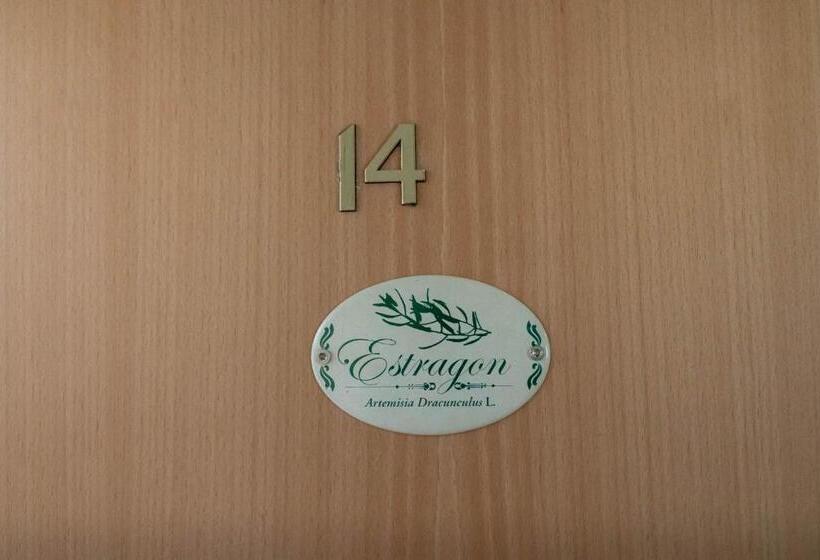 14
Estragon
Artemisia Dracunculus L.